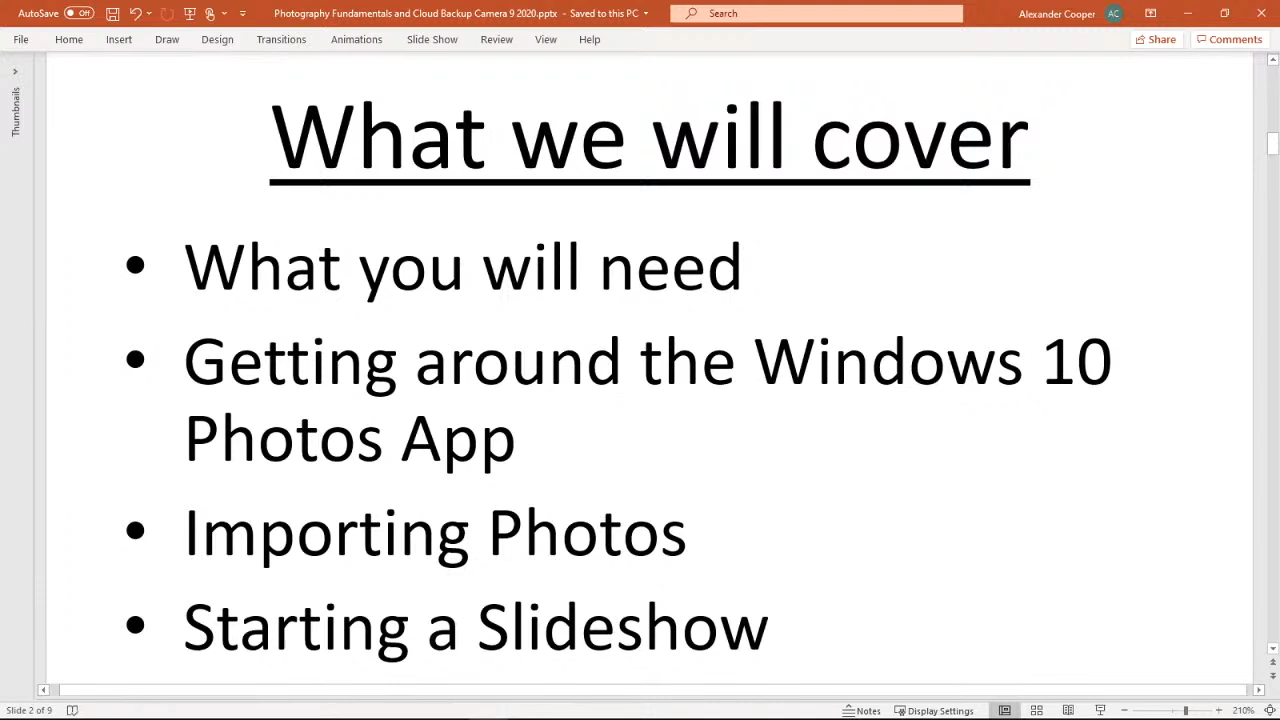 AutoSave Off Photography Fundamentals and Cloud Backup Camera 9 2020.pptx - Saved to this PC Search Alexander Cooper AC
File Home Insert Draw Design Transitions Animations Slide Show Review View Help Share Comments
Thumbnails
What we will cover
• What you will need
• Getting around the Windows 10
Photos App
• Importing Photos
• Starting a Slideshow
Slide 2 of 9 Notes Display Settings 210%